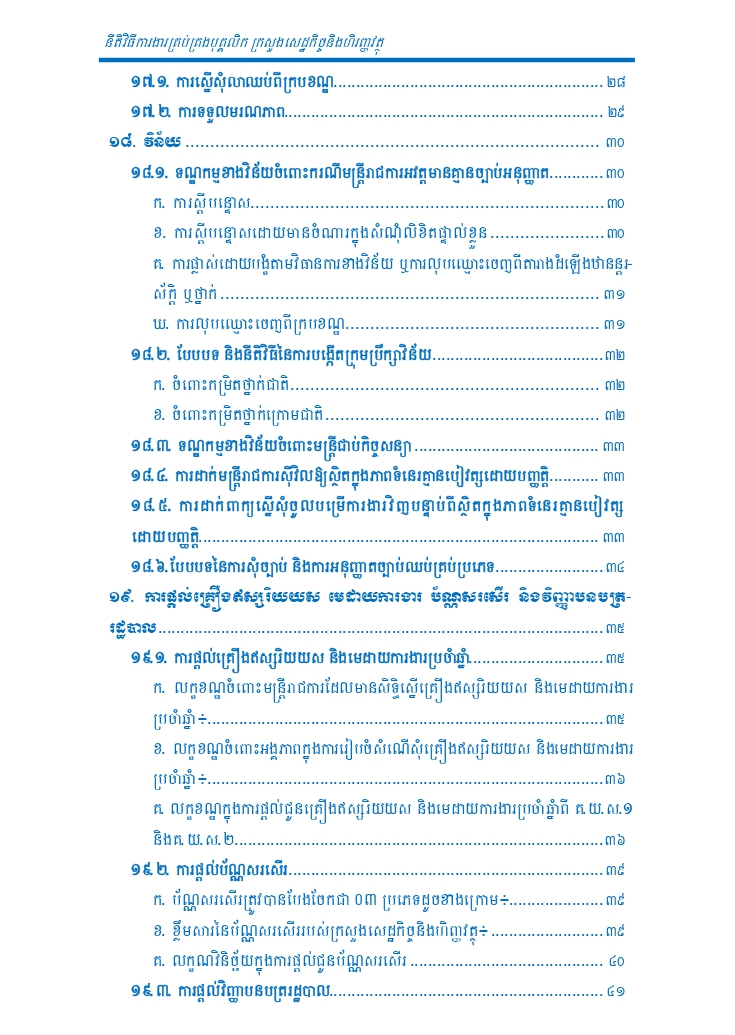 នីតិវិធីការងារគ្រប់គ្រងបុគ្គលិក ក្រសួងសេដ្ឋកិច្ចនិងហិរញ្ញវត្ថុ
១៧.១. ការស្នើសុំលាឈប់ពីក្របខណ្ឌ............................................................ ២៨
១៧.២. ការទទួលមរណភាព...................................................................... ២៩
១៨. វិន័យ .................................................................................... ៣០
១៨.១. ទណ្ឌកម្មខាងវិន័យចំពោះករណីមន្ត្រីរាជការអវត្តមានគ្មានច្បាប់អនុញ្ញាត............ ៣០
ក. ការស្តីបន្ទោស...............................................................................៣០
ខ. ការស្តីបន្ទោសដោយមានចំណារក្នុងសំណុំលិខិតផ្ទាល់ខ្លួន .........................៣០
គ. ការផ្លាស់ដោយបង្ខំតាមវិធានការខាងវិន័យ ឬការលុបឈ្មោះចេញពីតារាងដំឡើងឋានន្តរ-
ស័ក្តិ ឬថ្នាក់ ..................................................................................... ៣១
ឃ. ការលុបឈ្មោះចេញពីក្របខណ្ឌ......................................................... ៣១
១៨.២. បែបបទ និងនីតិវិធីនៃការបង្កើតក្រុមប្រឹក្សាវិន័យ......................................៣២
ក. ចំពោះកម្រិតថ្នាក់ជាតិ..................................................................... ៣២
ខ. ចំពោះកម្រិតថ្នាក់ក្រោមជាតិ ............................................................. ៣២
១៨.៣. ទណ្ឌកម្មខាងវិន័យចំពោះមន្ត្រីជាប់កិច្ចសន្យា .......................................... ៣៣
១៨.៤. ការដាក់មន្ត្រីរាជការស៊ីវិលឱ្យស្ថិតក្នុងភាពទំនេរគ្មានបៀវត្សដោយបញ្ញត្តិ........... ៣៣
១៨.៥. ការដាក់ពាក្យស្នើសុំចូលបម្រើការងារវិញបន្ទាប់ពីស្ថិតក្នុងភាពទំនេរគ្មានបៀវត្ស
ដោយបញ្ញត្តិ......................................................................................... ៣៣
១៨.៦. បែបបទនៃការសុំច្បាប់ និងការអនុញ្ញាតច្បាប់ឈប់គ្រប់ប្រភេទ........................៣៤
១៩. ការផ្តល់គ្រឿងឥស្សរិយយស មេដាយការងារ ប័ណ្ណសរសើរ និងវិញ្ញាបនបត្រ-
រដ្ឋបាល...................................................................................................៣៥
១៩.១. ការផ្តល់គ្រឿងឥស្សរិយយស និងមេដាយការងារប្រចាំឆ្នាំ..............................៣៥
ក. លក្ខខណ្ឌចំពោះមន្ត្រីរាជការដែលមានសិទ្ធិស្នើគ្រឿងឥស្សរិយយស និងមេដាយការងារ
ប្រចាំឆ្នាំ÷........................................................................................៣៥
ខ. លក្ខខណ្ឌចំពោះអង្គភាពក្នុងការរៀបចំសំណើសុំគ្រឿងឥស្សរិយយស និងមេដាយការងារ
ប្រចាំឆ្នាំ÷........................................................................................៣៦
គ. លក្ខខណ្ឌក្នុងការផ្តល់ជូនគ្រឿងឥស្សរិយយស និងមេដាយការងារប្រចាំឆ្នាំពី គ.យ.ស.១
និងគ.យ.ស.២..................................................................................៣៦
១៩.២. ការផ្តល់ប័ណ្ណសរសើរ......................................................................៣៩
ក. ប័ណ្ណសរសើរត្រូវបានបែងចែកជា ០៣ ប្រភេទដូចខាងក្រោម÷.....................៣៩
ខ. ខ្លឹមសារនៃប័ណ្ណសរសើររបស់ក្រសួងសេដ្ឋកិច្ចនិងហិញ្ញវត្ថុ÷ .........................៣៩
គ. លក្ខណវិនិច្ឆ័យក្នុងការផ្តល់ជូនប័ណ្ណសរសើរ ........................................... ៤០
១៩.៣. ការផ្តល់វិញ្ញាបនបត្ររដ្ឋបាល............................................................. ៤១